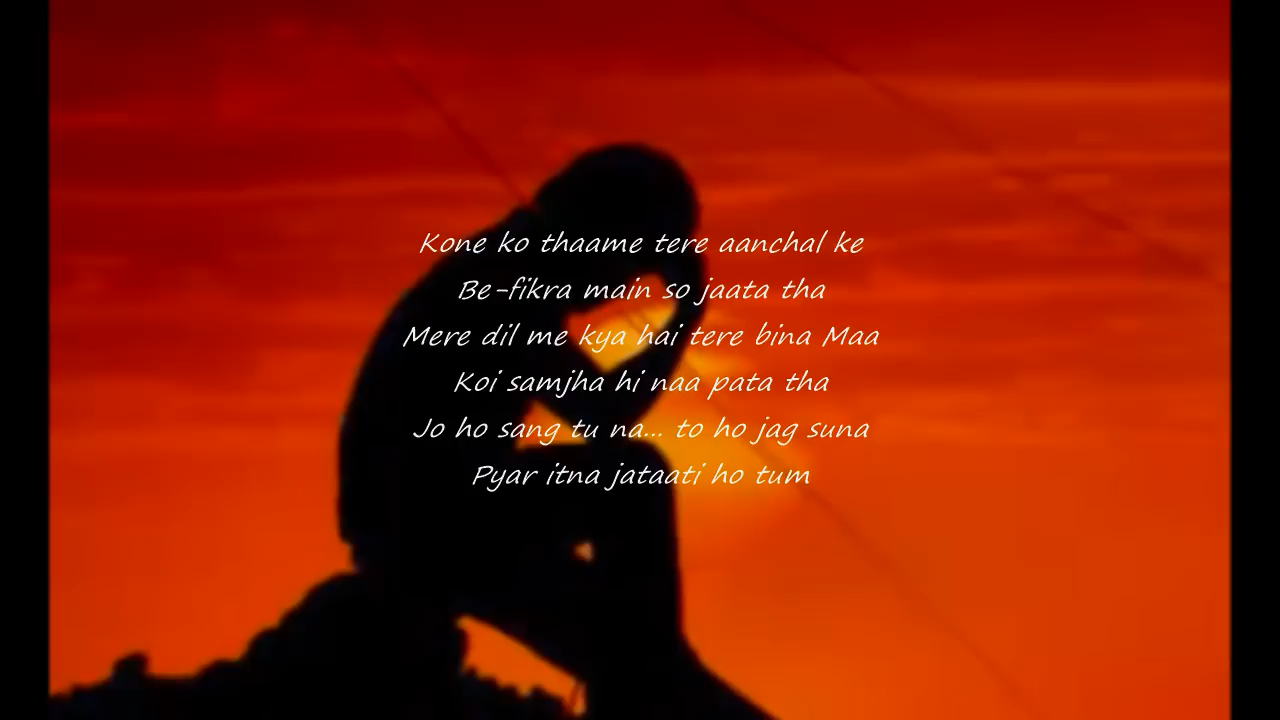 Kone ko thaame tere aanchal ke
Be-fikra main so jaata tha
Mere dil me kya hai tere bina Maa
Koi samjha hi naa pata tha
Jo ho sang tu na... to ho jag suna
Pyar itna jataati ho tum